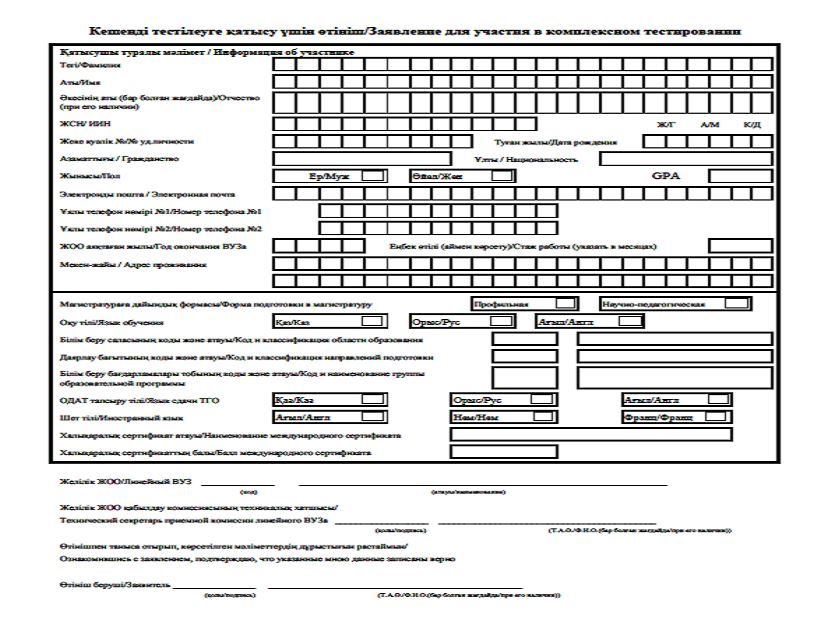 Кешенді тестілеуге қатысу үшін өтініш/Заявление для участия в комплексном тестировании
Қатысушы туралы мәлімет / Информация об участнике
Тегі/Фамилия
Аты/Имя
Әкесінің аты (бар болған жағдайда)/Отчество
(при его наличии)
ЖСН/ ИИН
Ж/Г А/М К/Д
Жеке куәлік №/№ уд.личности Туған жылы/Дата рождения
Азаматтығы / Гражданство Ұлты / Национальность
Жынысы/Пол Ер/Муж Әйел/Жен GPA
Электронды пошта / Электронная почта
Ұялы телефон нөмірі №1/Номер телефона №1
Ұялы телефон нөмірі №2/Номер телефона №2
ЖОО аяқтаған жылы/Год окончания ВУЗа Еңбек өтілі (аймен көрсету)/Стаж работы (указать в месяцах)
Мекен-жайы / Адрес проживания
Магистратураға дайындық формасы/Форма подготовки в магистратуру Профильная Научно-педагогическая
Оқу тілі/Язык обучения Қаз/Каз Орыс/Рус Ағыл/Англ
Білім беру саласының коды және атауы/Код и классификация области образования
Даярлау бағытының коды және атауы/Код и классификация направлений подготовки
Білім беру бағдарламалары тобының коды және атауы/Код и наименование группы
образовательной программы
ОДАТ тапсыру тілі/Язык сдачи ТГО Қаз/Каз Орыс/Рус Ағыл/Англ
Шет тілі/Иностранный язык Ағыл/Англ Нем/Нем Франц/Франц
Халықаралық сертификат атауы/Наименование международного сертификата
Халықаралық сертификаттың балы/Балл международного сертификата
Желілік ЖОО/Линейный ВУЗ
(код) (атауы/наименование)
Желілік ЖОО қабылдау комиссиясының техникалық хатшысы/
Технический секретарь приемной комиссии линейного ВУЗа
(қолы/подпись) (Т.А.Ә./Ф.И.О.(бар болған жағдайда/при его наличии))
Өтінішпен таныса отырып, көрсетілген мәліметтердің дұрыстығын растаймын/
Ознакомившись с заявлением, подтверждаю, что указанные мною данные записаны верно
Өтініш беруші/Заявитель
(қолы/подпись) (Т.А.Ә./Ф.И.О.(бар болған жағдайда/при его наличии))